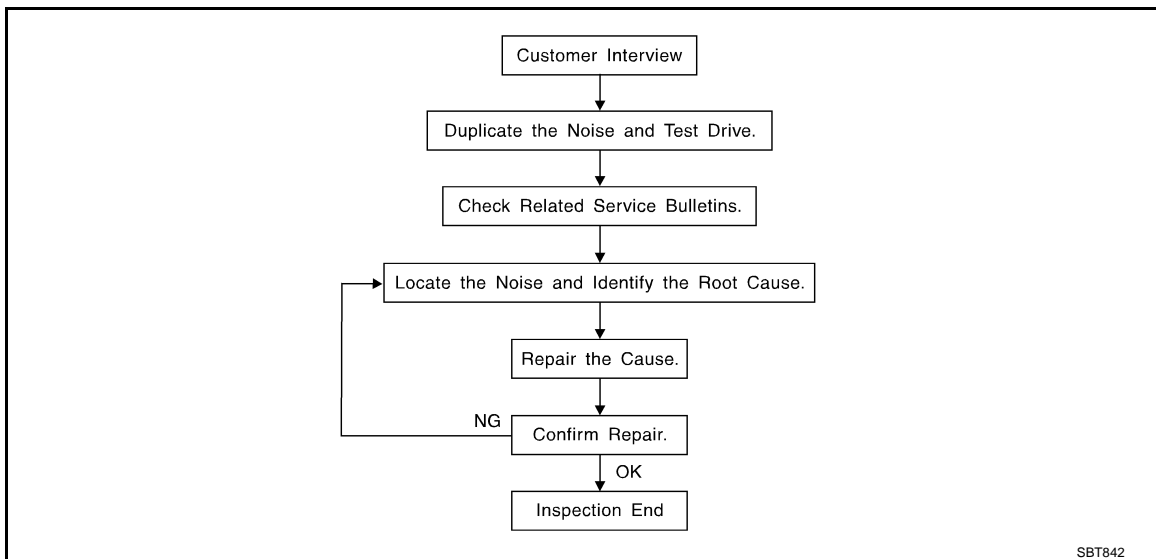 Customer Interview
Duplicate the Noise and Test Drive.
Check Related Service Bulletins.
Locate the Noise and Identify the Root Cause.
Repair the Cause.
NG
Confirm Repair.
OK
Inspection End
SBT842